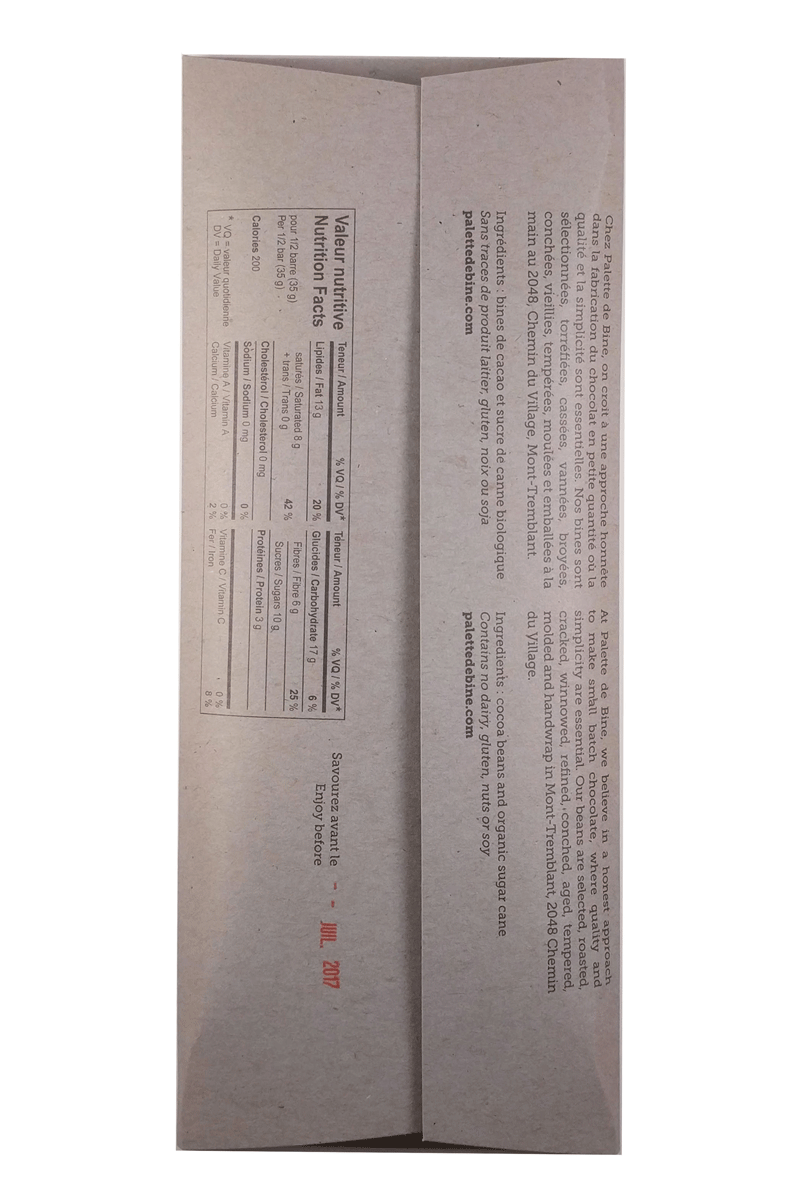 Chez Palette de Bine, on croit à une approche honnête
dans la fabrication du chocolat en petite quantité où la
qualité et la simplicité sont essentielles. Nos bines sont
sélectionnées, torréfiées, cassées, vannées, broyées,
conchées, vieillies, tempérées, moulées et emballées à la
main au 2048, Chemin du Village, Mont-Tremblant.
Ingrédients : bines de cacao et sucre de canne biologique
Sans traces de produit laitier, gluten, noix ou soja
palettedebine.com
At Palette de Bine, we believe in a honest approach
to make small batch chocolate, where quality and
simplicity are essential. Our beans are selected, roasted,
cracked, winnowed, refined, conched, aged, tempered,
molded and handwrap in Mont-Tremblant, 2048 Chemin
du Village.
Ingredients : cocoa beans and organic sugar cane
Contains no dairy, gluten, nuts or soy
palettedebine.com
Valeur nutritive
Nutrition Facts
pour 1/2 barre (35 g)
Per 1/2 bar (35 g)
Calories 200
* VQ = valeur quotidienne
DV = Daily Value
Teneur / Amount % VQ / % DV*
Lipides / Fat 13 g 20 %
saturés / Saturated 8 g
+ trans / Trans 0 g 42 %
Cholestérol / Cholesterol 0 mg
Sodium / Sodium 0 mg 0 %
Vitamine A / Vitamin A 0 %
Calcium / Calcium 2 %
Teneur / Amount % VQ / % DV*
Glucides / Carbohydrate 17 g 6 %
Fibres / Fibre 6 g 25 %
Sucres / Sugars 10 g
Protéines / Protein 3 g
Vitamine C / Vitamin C 0 %
Fer / Iron 8 %
Savourez avant le
Enjoy before
- - JUIL. 2017